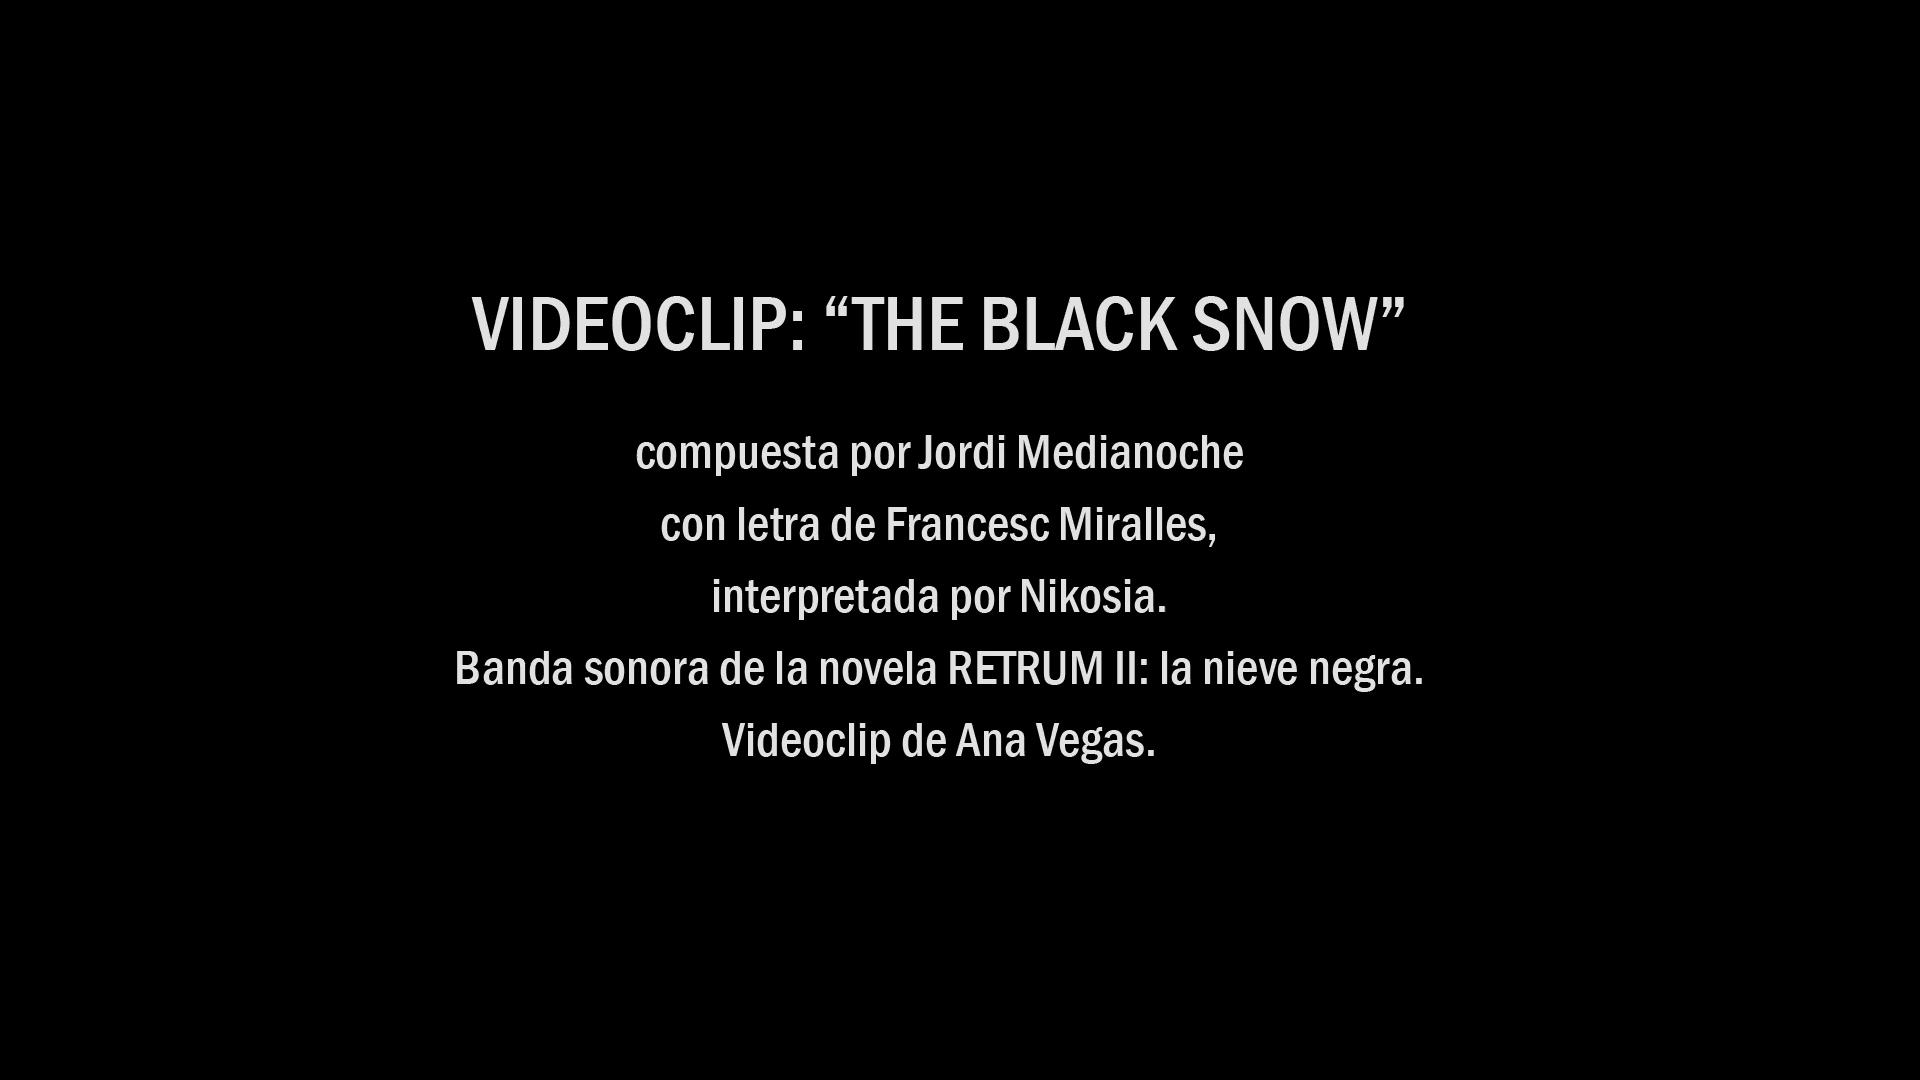 VIDEOCLIP: “THE BLACK SNOW”
compuesta por Jordi Medianoche
con letra de Francesc Miralles,
interpretada por Nikosia.
Banda sonora de la novela RETRUM II: la nieve negra.
Videoclip de Ana Vegas.